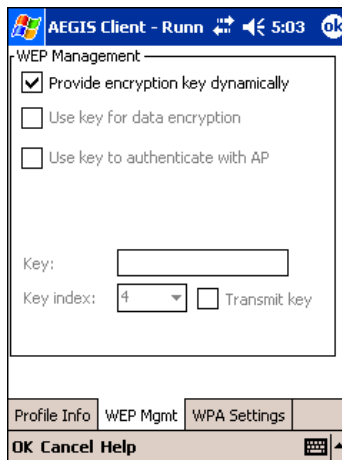 AEGIS Client - Runn 5:03 ok
WEP Management
Provide encryption key dynamically
Use key for data encryption
Use key to authenticate with AP
Key:
Key index: 4 Transmit key
Profile Info WEP Mgmt WPA Settings
OK Cancel Help